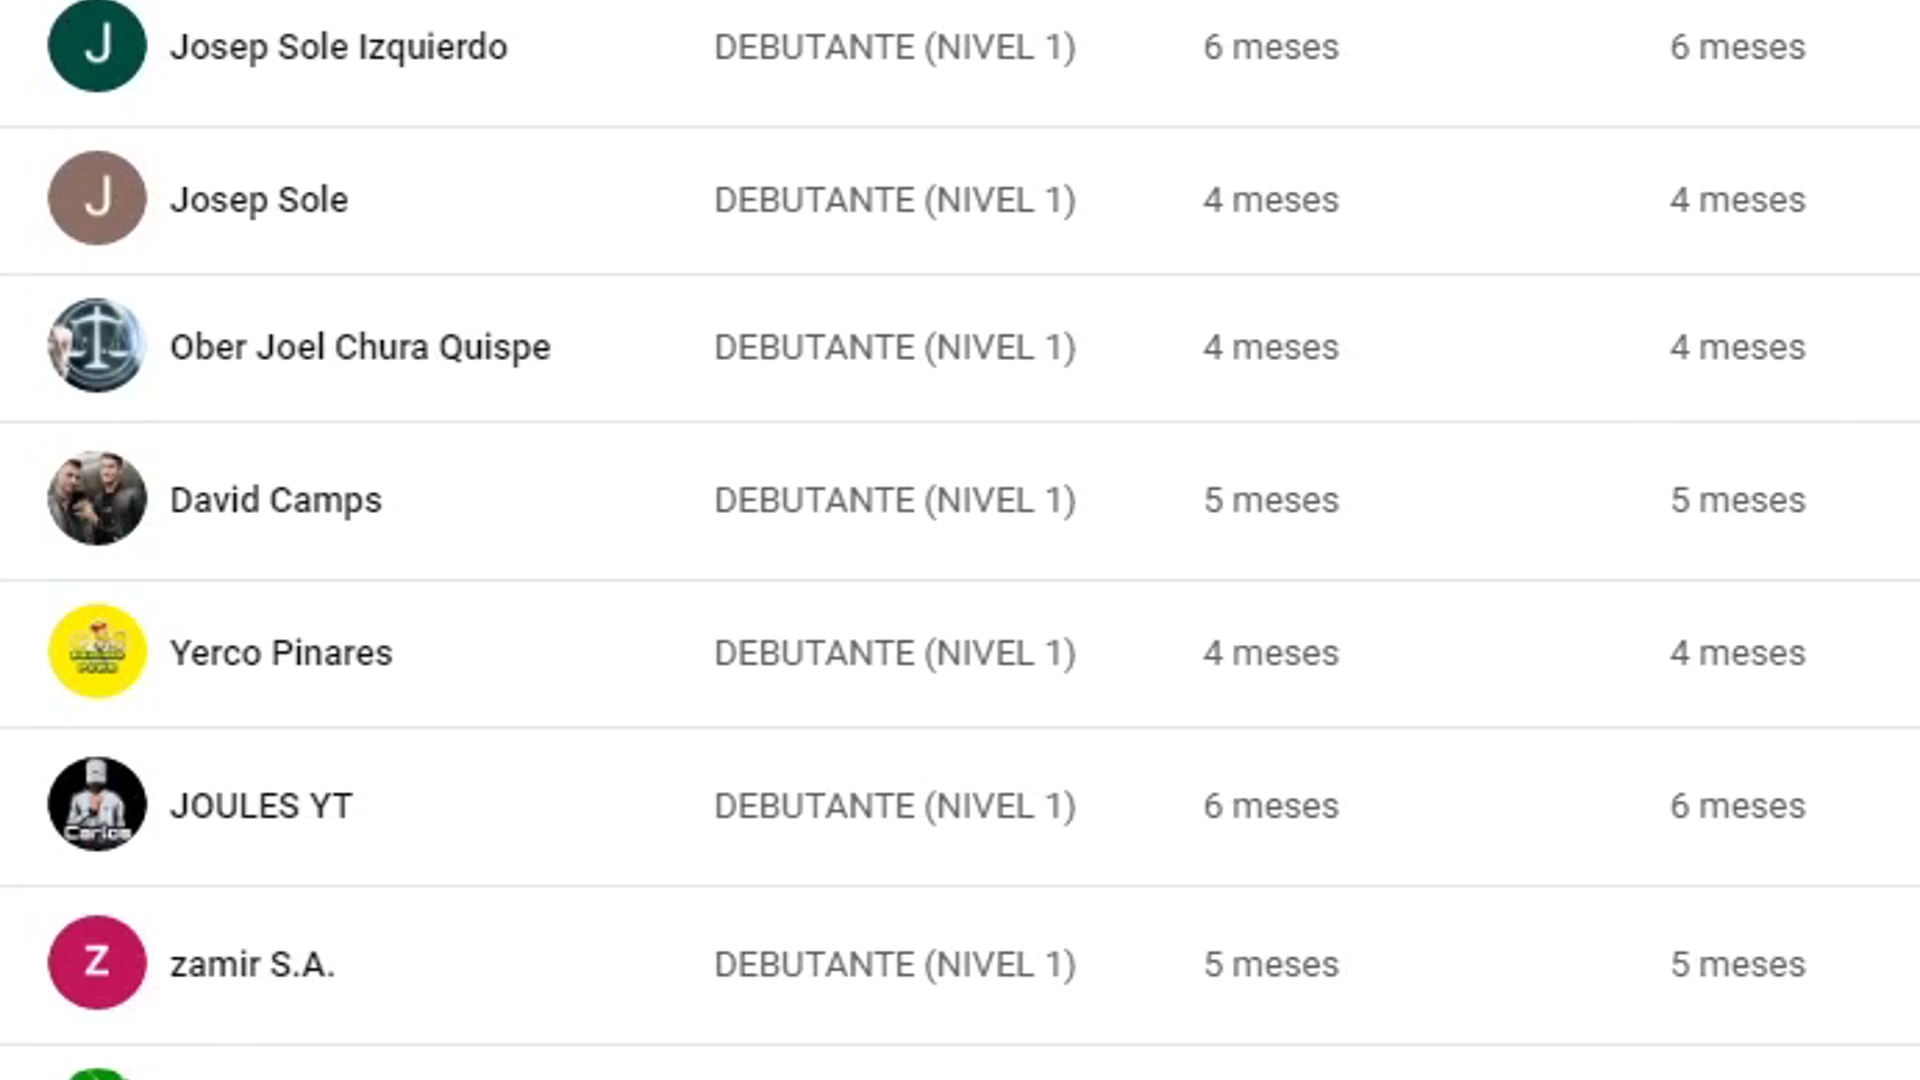 J Josep Sole Izquierdo DEBUTANTE (NIVEL 1) 6 meses 6 meses
J Josep Sole DEBUTANTE (NIVEL 1) 4 meses 4 meses
Ober Joel Chura Quispe DEBUTANTE (NIVEL 1) 4 meses 4 meses
David Camps DEBUTANTE (NIVEL 1) 5 meses 5 meses
Yerco Pinares DEBUTANTE (NIVEL 1) 4 meses 4 meses
JOULES YT DEBUTANTE (NIVEL 1) 6 meses 6 meses
Carlos
Z zamir S.A. DEBUTANTE (NIVEL 1) 5 meses 5 meses